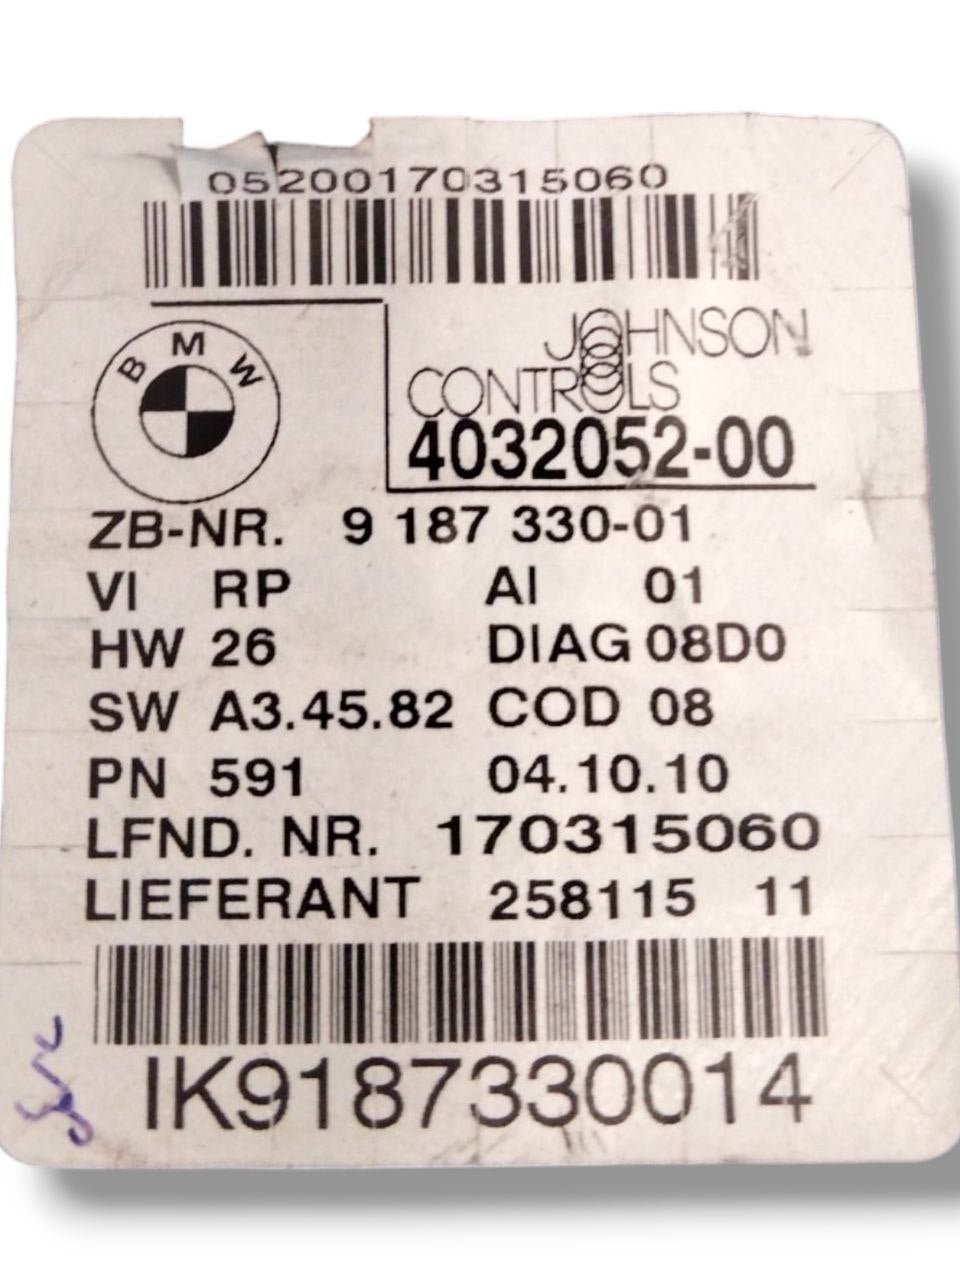 05200170315060
BMW
JOHNSON
CONTROLS
4032052-00
ZB-NR. 9 187 330-01
VI RP AI 01
HW 26 DIAG 08D0
SW A3.45.82 COD 08
PN 591 04.10.10
LFND. NR. 170315060
LIEFERANT 258115 11
IK9187330014